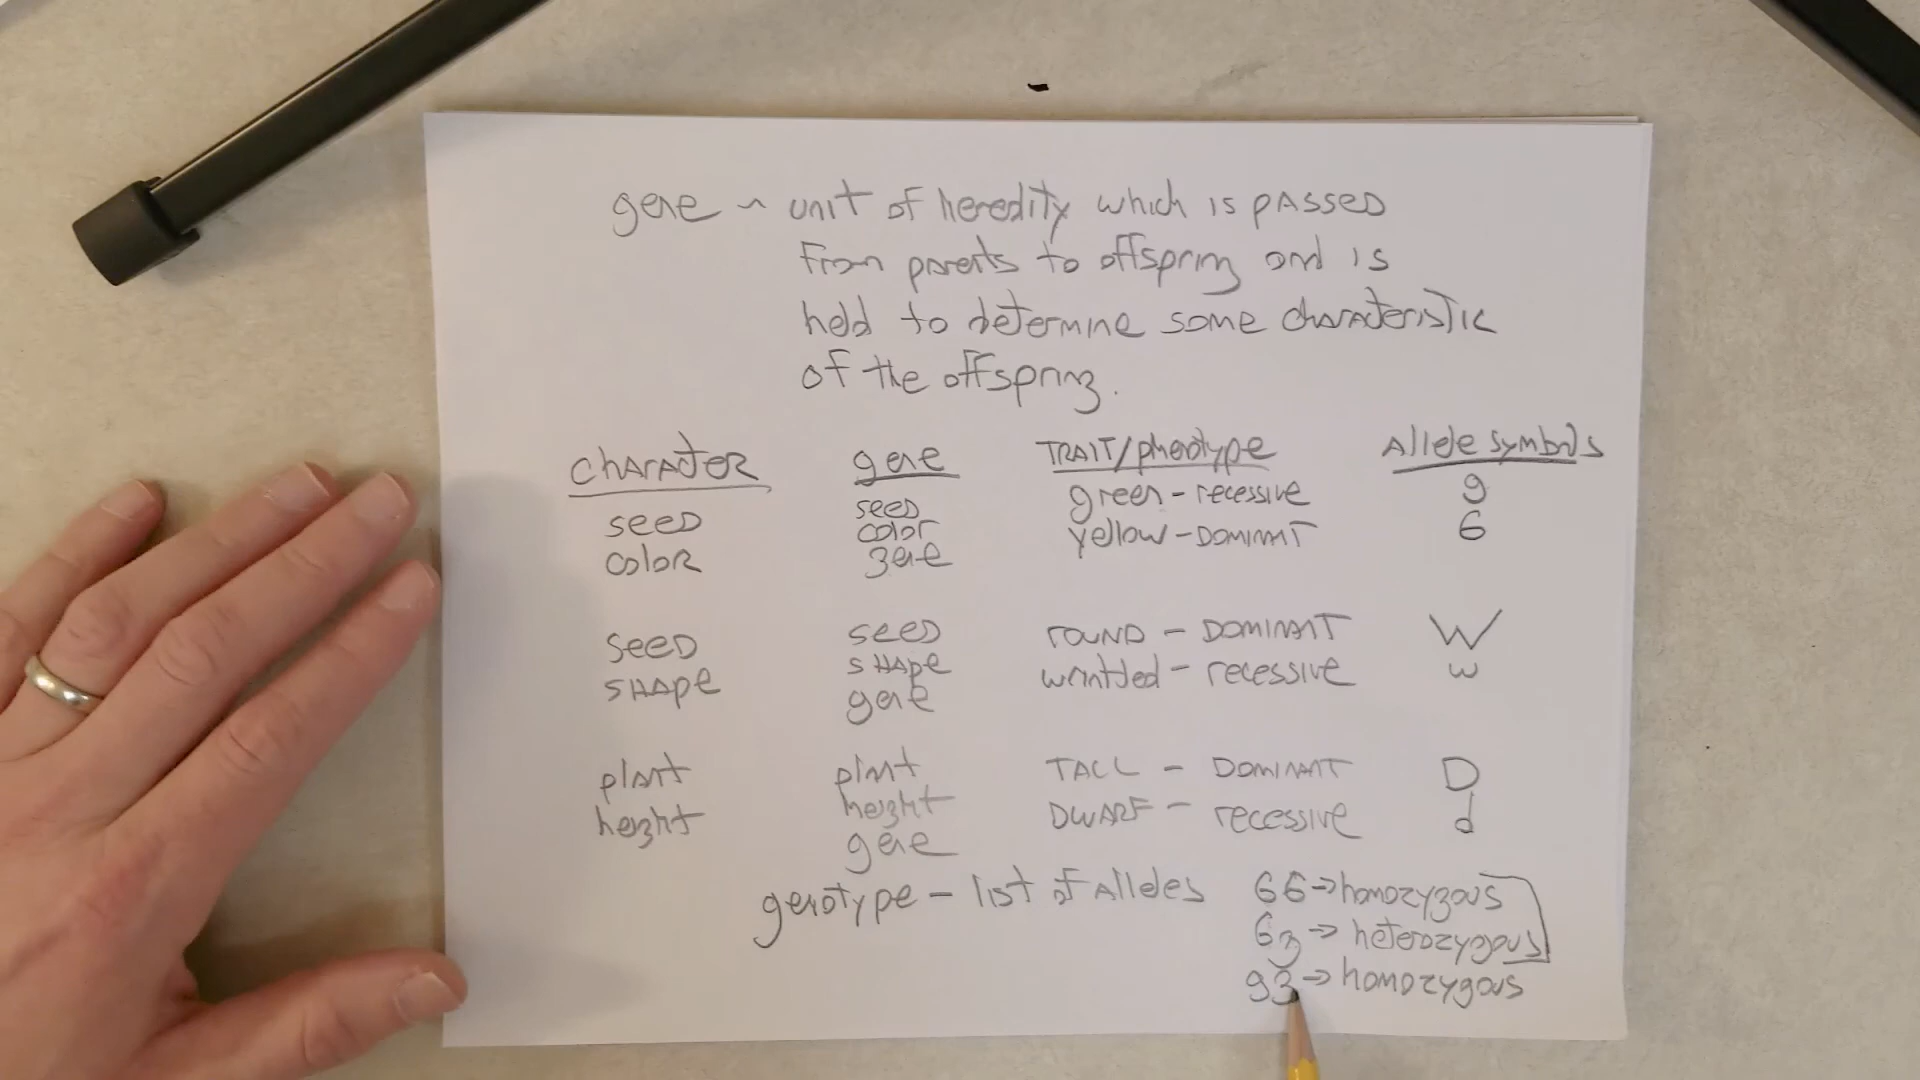 gene ~ unit of heredity which is passed
from parents to offspring and is
held to determine some characteristic
of the offspring.
character gene TRAIT/phenotype Allele symbols
seed color
seed color gene
green - recessive g
yellow - DOMINANT G
seed shape
seed shape gene
ROUND - DOMINANT W
wrinkled - recessive w
plant height
plant height gene
TALL - DOMINANT D
DWARF - recessive d
genotype - list of Alleles
GG → homozygous
Gg → heterozygous
gg → homozygous